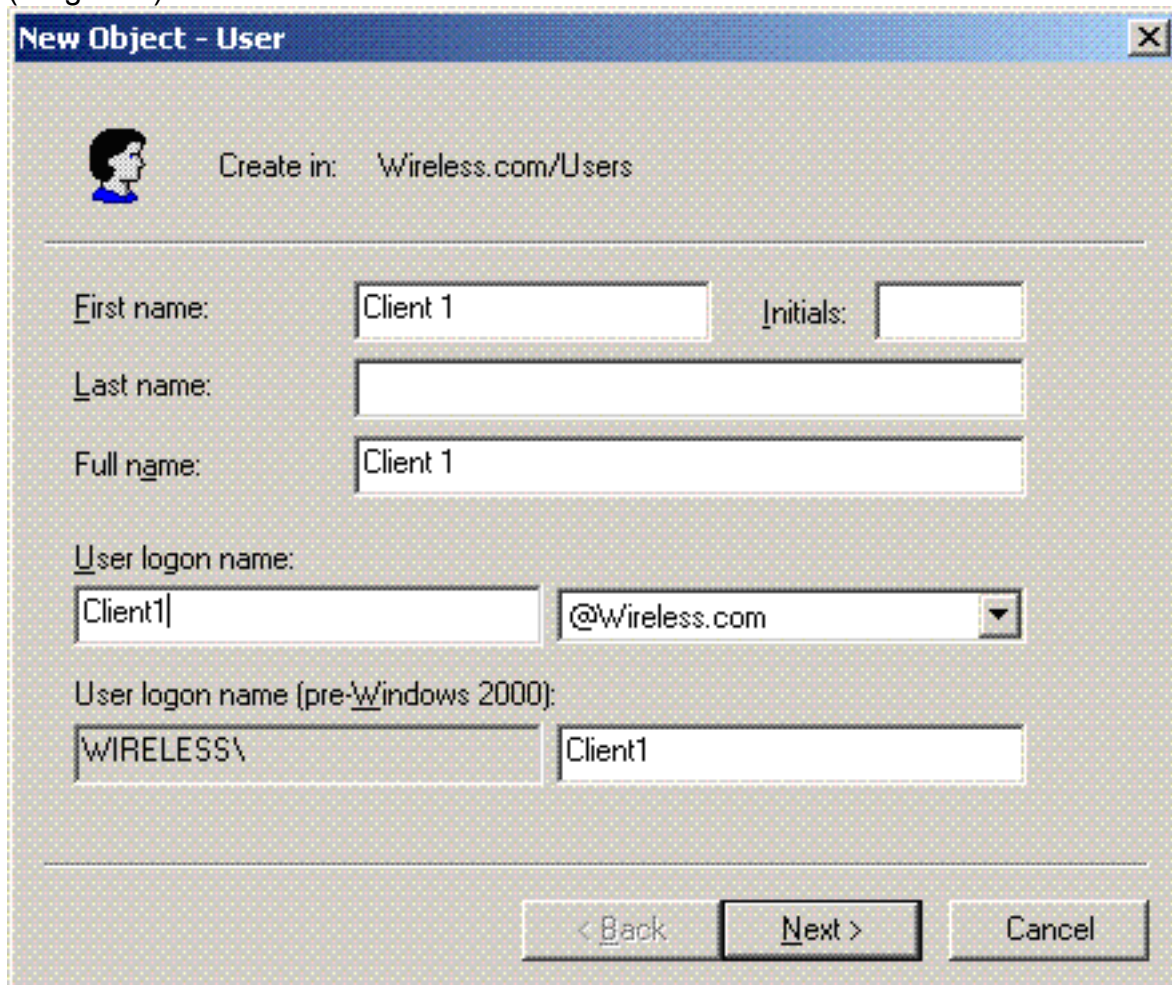 New Object - User
Create in: Wireless.com/Users
First name: Client 1 Initials:
Last name:
Full name: Client 1
User logon name:
Client1 @Wireless.com
User logon name (pre-Windows 2000):
WIRELESS\ Client1
< Back Next > Cancel